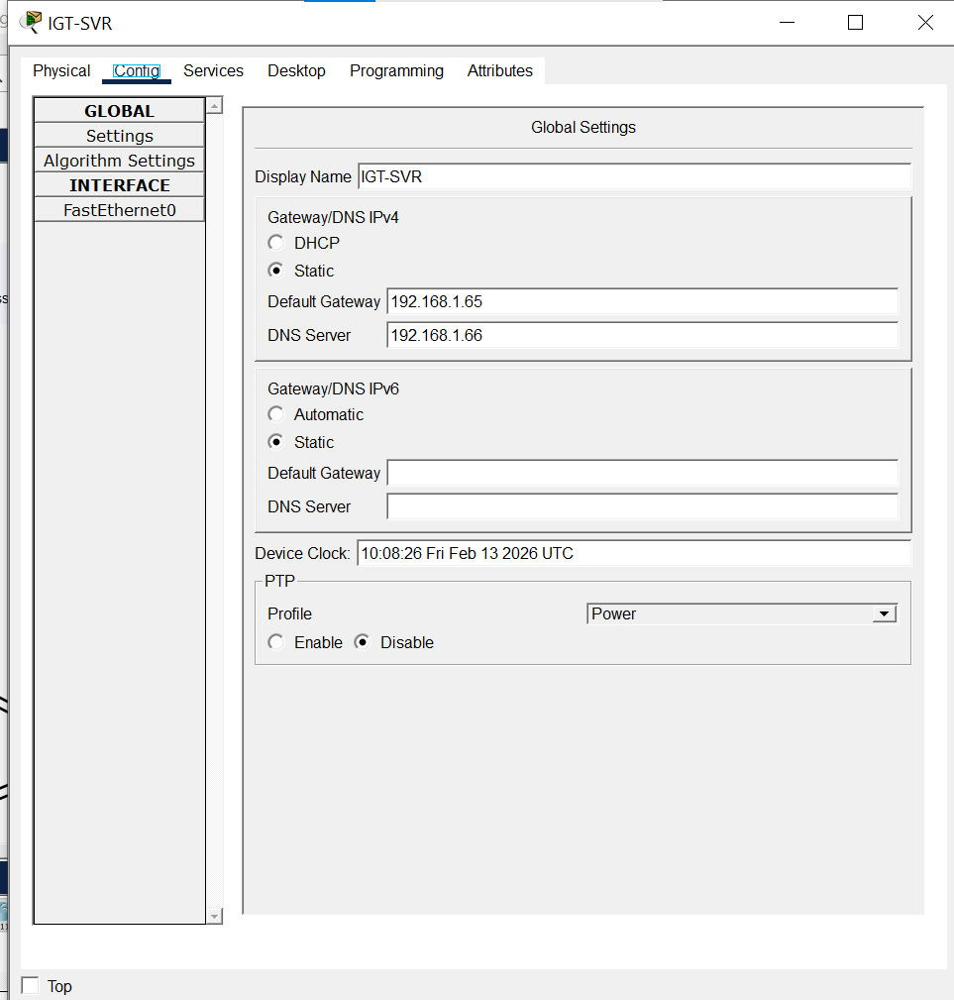 IGT-SVR
Physical Config Services Desktop Programming Attributes
GLOBAL
Settings
Algorithm Settings
INTERFACE
FastEthernet0
Global Settings
Display Name IGT-SVR
Gateway/DNS IPv4
DHCP
Static
Default Gateway 192.168.1.65
DNS Server 192.168.1.66
Gateway/DNS IPv6
Automatic
Static
Default Gateway
DNS Server
Device Clock: 10:08:26 Fri Feb 13 2026 UTC
PTP
Profile Power
Enable Disable
Top